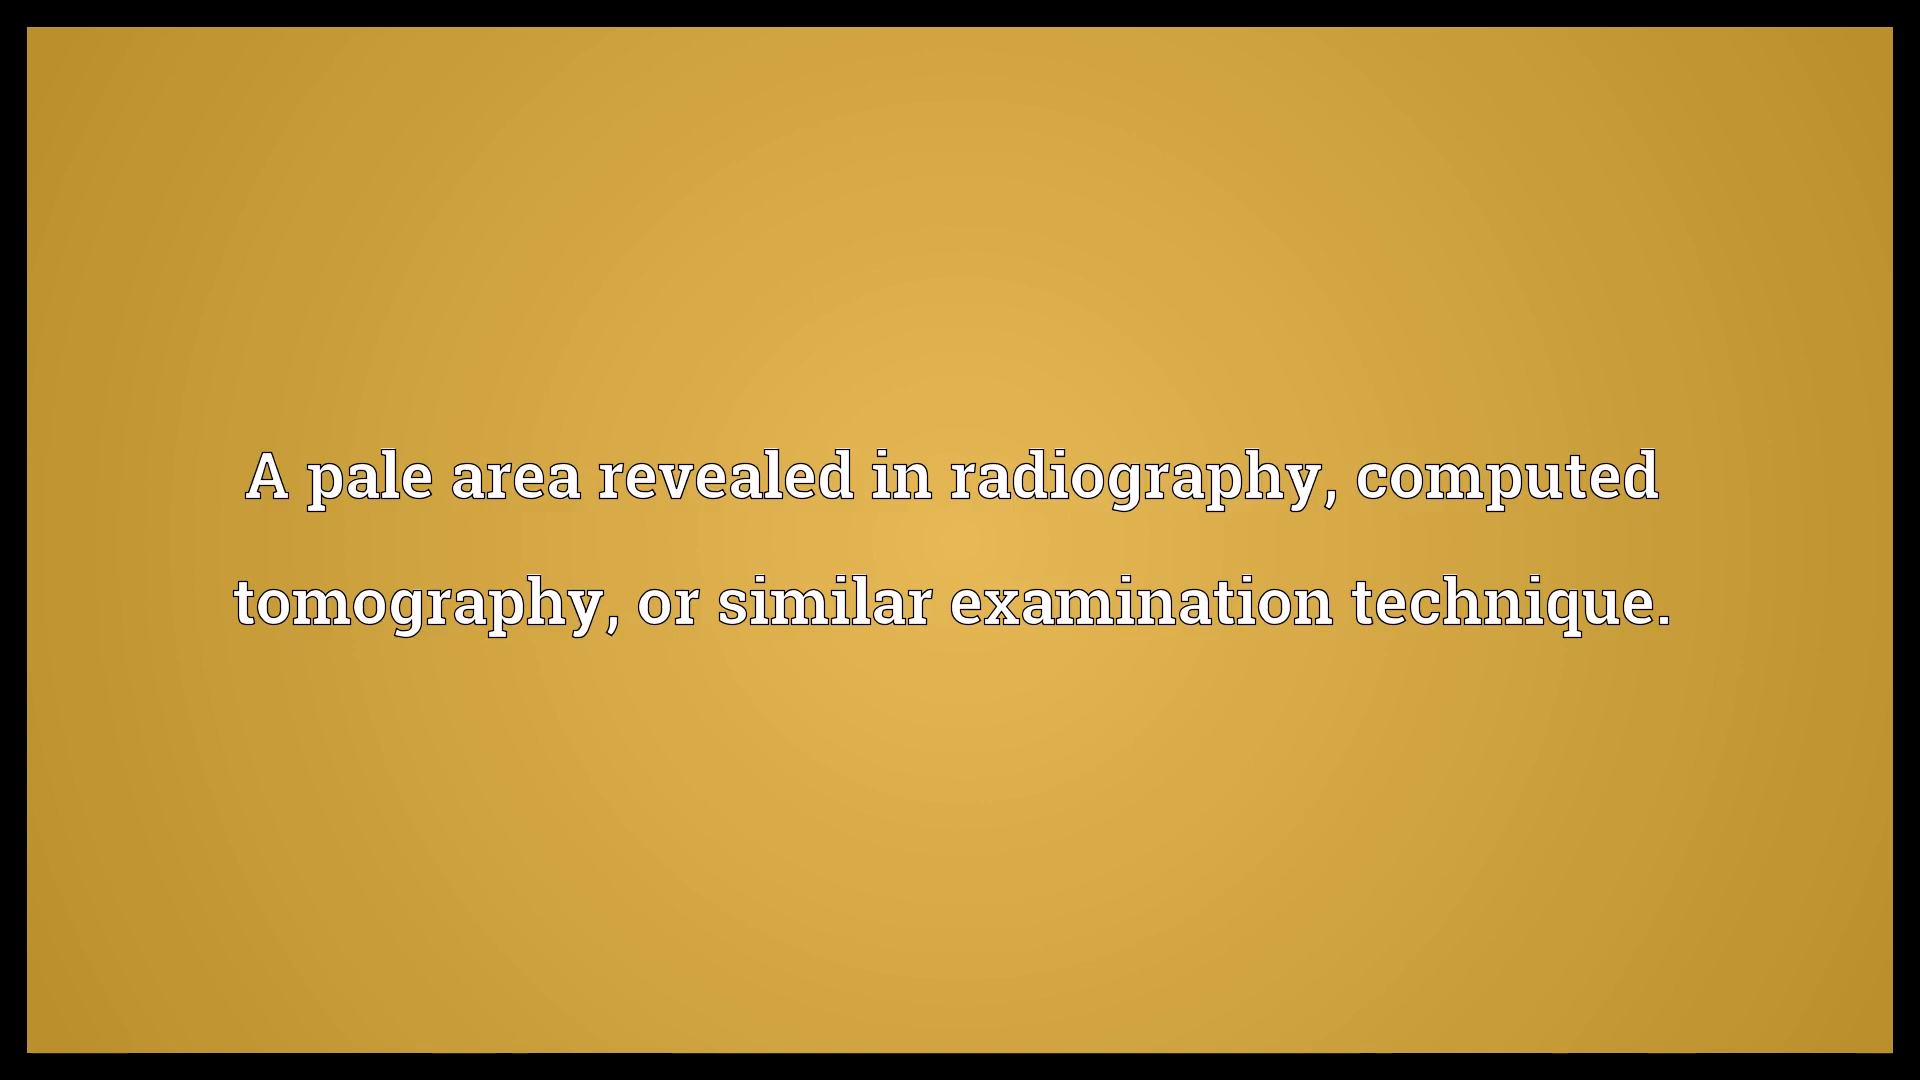 A pale area revealed in radiography, computed
tomography, or similar examination technique.